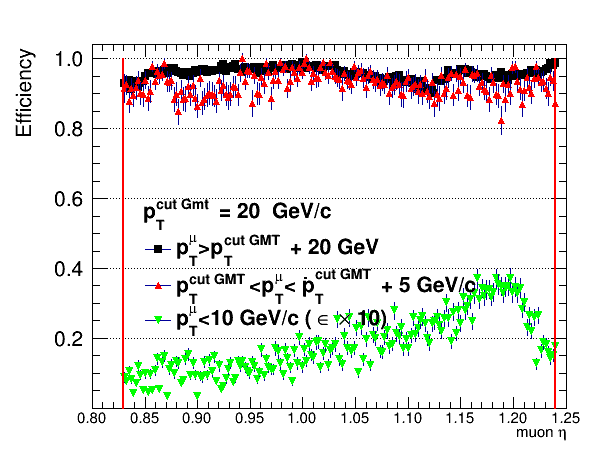 Efficiency
1.0
0.8
0.6
0.4
0.2
p_T^{cut Gmt} = 20 GeV/c
p_T^μ>p_T^{cut GMT} + 20 GeV
p_T^{cut GMT} <p_T^μ< p_T^{cut GMT} + 5 GeV/c
p_T^μ<10 GeV/c ( ∈ × 10)
0.80 0.85 0.90 0.95 1.00 1.05 1.10 1.15 1.20 1.25
muon η